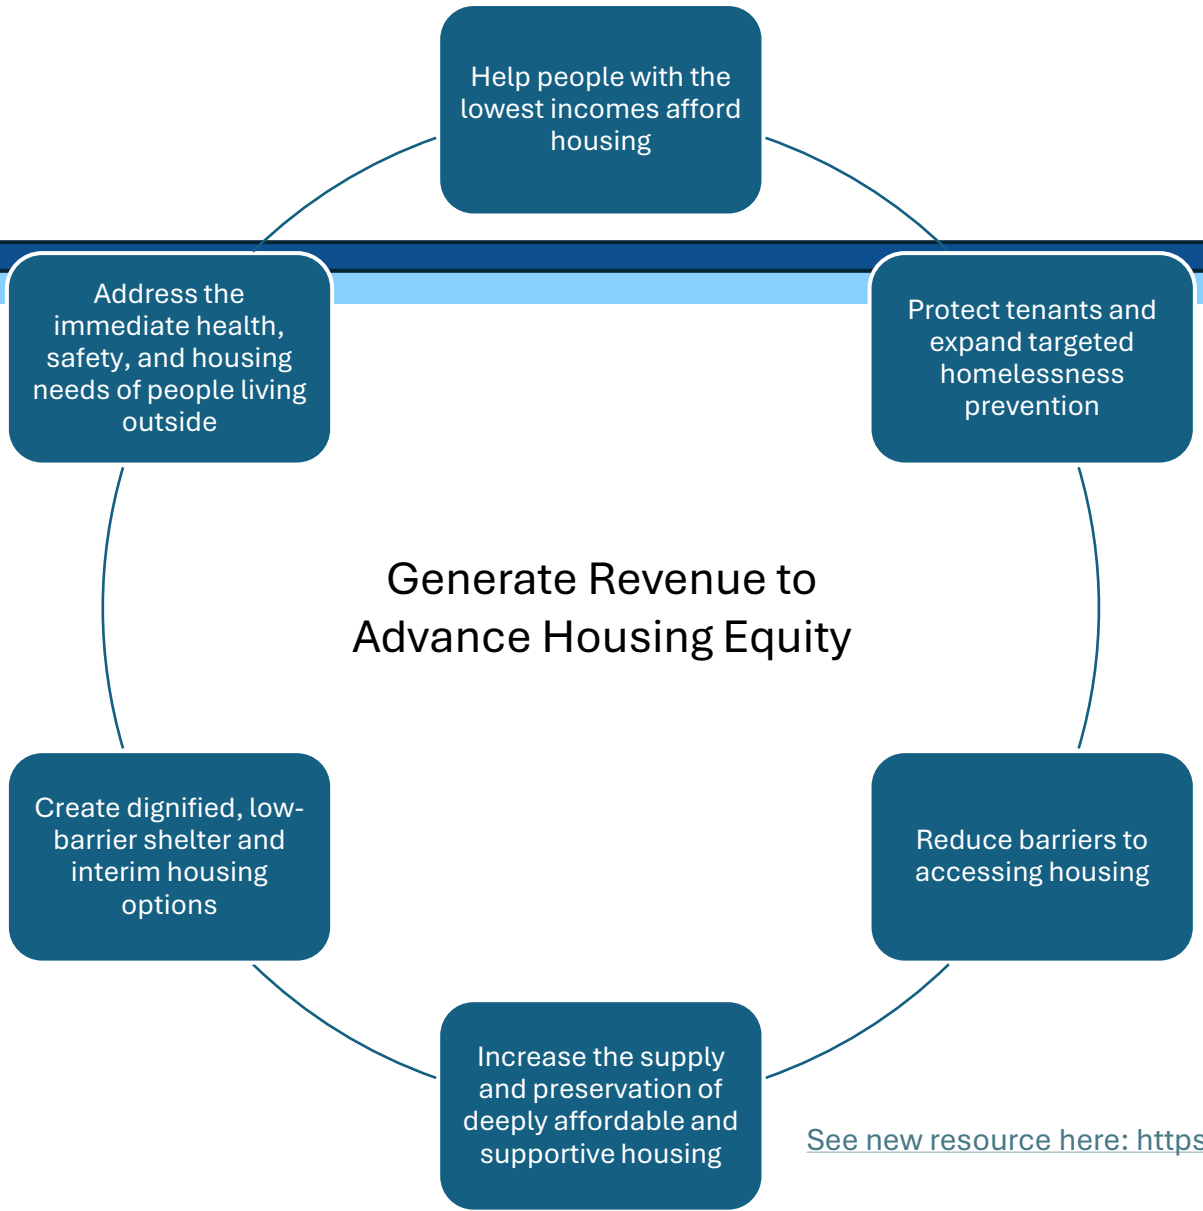 Help people with the
lowest incomes afford
housing
Address the
immediate health,
safety, and housing
needs of people living
outside
Protect tenants and
expand targeted
homelessness
prevention
Generate Revenue to
Advance Housing Equity
Create dignified, low-
barrier shelter and
interim housing
options
Reduce barriers to
accessing housing
Increase the supply
and preservation of
deeply affordable and
supportive housing
See new resource here: https